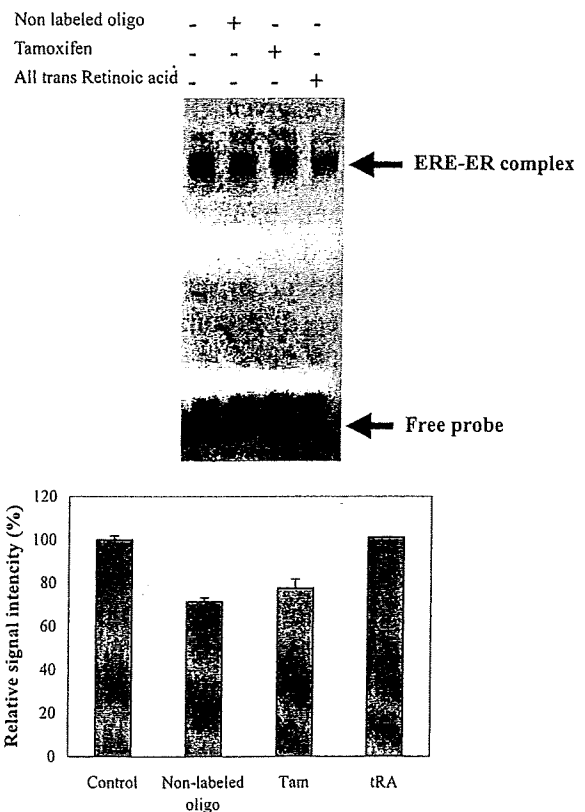 Non labeled oligo - + - -
Tamoxifen - - + -
All trans Retinoic acid - - - +
ERE-ER complex
Free probe
Relative signal intencity (%)
120
100
80
60
40
20
0
Control Non-labeled oligo Tam tRA